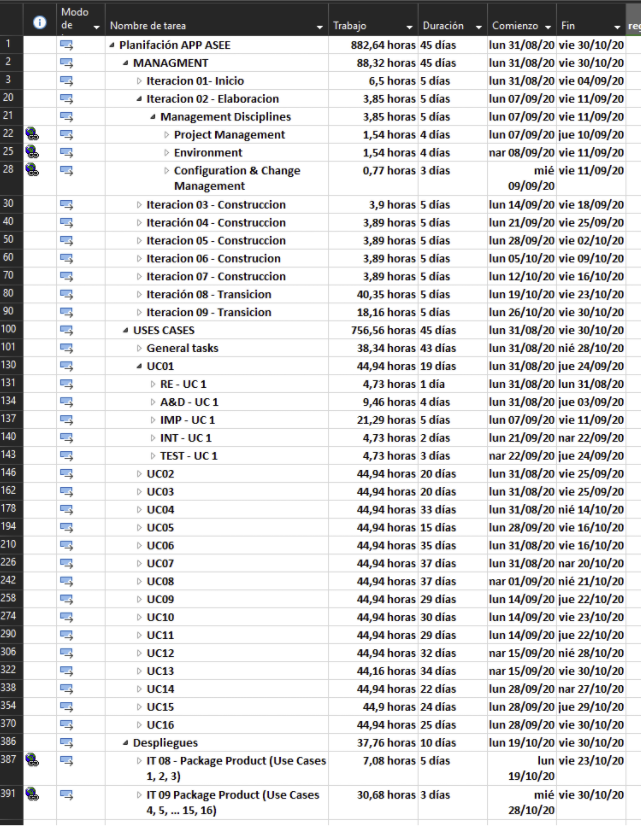 Modo
de Nombre de tarea Trabajo Duración Comienzo Fin
1 Planifación APP ASEE 882,64 horas 45 días lun 31/08/20 vie 30/10/20
2 MANAGMENT 88,32 horas 45 días lun 31/08/20 vie 30/10/20
3 Iteracion 01- Inicio 6,5 horas 5 días lun 31/08/20 vie 04/09/20
20 Iteracion 02 - Elaboracion 3,85 horas 5 días lun 07/09/20 vie 11/09/20
21 Management Disciplines 3,85 horas 5 días lun 07/09/20 vie 11/09/20
22 Project Management 1,54 horas 4 días lun 07/09/20 jue 10/09/20
25 Environment 1,54 horas 4 días nar 08/09/20 vie 11/09/20
28 Configuration & Change 0,77 horas 3 días mié vie 11/09/20
Management 09/09/20
30 Iteracion 03 - Construccion 3,9 horas 5 días lun 14/09/20 vie 18/09/20
40 Iteración 04 - Construccion 3,89 horas 5 días lun 21/09/20 vie 25/09/20
50 Iteracion 05 - Construccion 3,89 horas 5 días lun 28/09/20 vie 02/10/20
60 Iteracion 06 - Construcion 3,89 horas 5 días lun 05/10/20 vie 09/10/20
70 Iteracion 07 - Construccion 3,89 horas 5 días lun 12/10/20 vie 16/10/20
80 Iteración 08 - Transicion 40,35 horas 5 días lun 19/10/20 vie 23/10/20
90 Iteracion 09 - Transicion 18,16 horas 5 días lun 26/10/20 vie 30/10/20
100 USES CASES 756,56 horas 45 días lun 31/08/20 vie 30/10/20
101 General tasks 38,34 horas 43 días lun 31/08/20 nié 28/10/20
130 UC01 44,94 horas 19 días lun 31/08/20 jue 24/09/20
131 RE - UC 1 4,73 horas 1 día lun 31/08/20 lun 31/08/20
134 A&D - UC 1 9,46 horas 4 días lun 31/08/20 jue 03/09/20
137 IMP - UC 1 21,29 horas 5 días lun 07/09/20 vie 11/09/20
140 INT - UC 1 4,73 horas 2 días lun 21/09/20 nar 22/09/20
143 TEST - UC 1 4,73 horas 3 días nar 22/09/20 jue 24/09/20
146 UC02 44,94 horas 20 días lun 31/08/20 vie 25/09/20
162 UC03 44,94 horas 20 días lun 31/08/20 vie 25/09/20
178 UC04 44,94 horas 33 días lun 31/08/20 nié 14/10/20
194 UC05 44,94 horas 15 días lun 28/09/20 vie 16/10/20
210 UC06 44,94 horas 35 días lun 31/08/20 vie 16/10/20
226 UC07 44,94 horas 37 días lun 31/08/20 nar 20/10/20
242 UC08 44,94 horas 37 días nar 01/09/20 nié 21/10/20
258 UC09 44,94 horas 29 días lun 14/09/20 jue 22/10/20
274 UC10 44,94 horas 30 días lun 14/09/20 vie 23/10/20
290 UC11 44,94 horas 29 días lun 14/09/20 jue 22/10/20
306 UC12 44,94 horas 32 días nar 15/09/20 nié 28/10/20
322 UC13 44,16 horas 34 días nar 15/09/20 vie 30/10/20
338 UC14 44,94 horas 22 días lun 28/09/20 nar 27/10/20
354 UC15 44,9 horas 24 días lun 28/09/20 jue 29/10/20
370 UC16 44,94 horas 25 días lun 28/09/20 vie 30/10/20
386 Despliegues 37,76 horas 10 días lun 19/10/20 vie 30/10/20
387 IT 08 - Package Product (Use Cases 7,08 horas 5 días lun vie 23/10/20
1, 2, 3) 19/10/20
391 IT 09 Package Product (Use Cases 30,68 horas 3 días mié vie 30/10/20
4, 5, ... 15, 16) 28/10/20